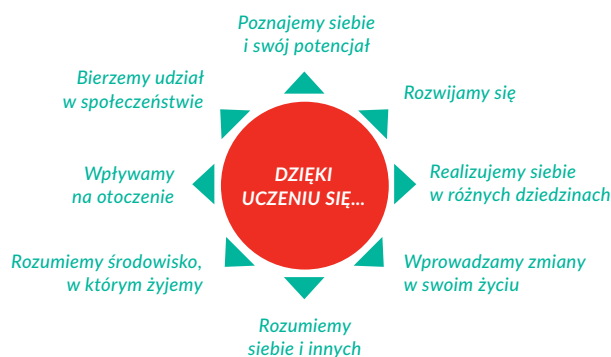 Poznajemy siebie
i swój potencjał
Rozwijamy się
Realizujemy siebie
w różnych dziedzinach
Wprowadzamy zmiany
w swoim życiu
Rozumiemy
siebie i innych
Rozumiemy środowisko,
w którym żyjemy
Wpływamy
na otoczenie
Bierzemy udział
w społeczeństwie
DZIĘKI
UCZENIU SIĘ...